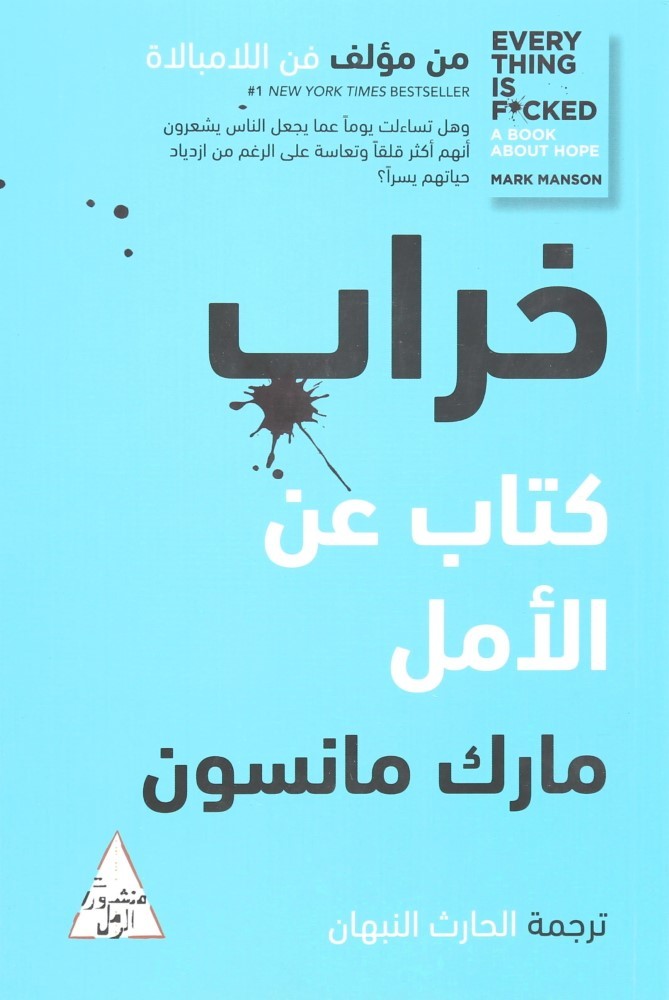 من مؤلف فن اللامبالاة
#1 NEW YORK TIMES BESTSELLER
وهل تساءلت يوماً عما يجعل الناس يشعرون
أنهم أكثر قلقاً وتعاسة على الرغم من ازدياد
حياتهم يسراً؟
EVERY
THING
IS
F*CKED
A BOOK
ABOUT HOPE
MARK MANSON
خراب
كتاب عن
الأمل
مارك مانسون
منشورات
الرمل
ترجمة الحارث النبهان